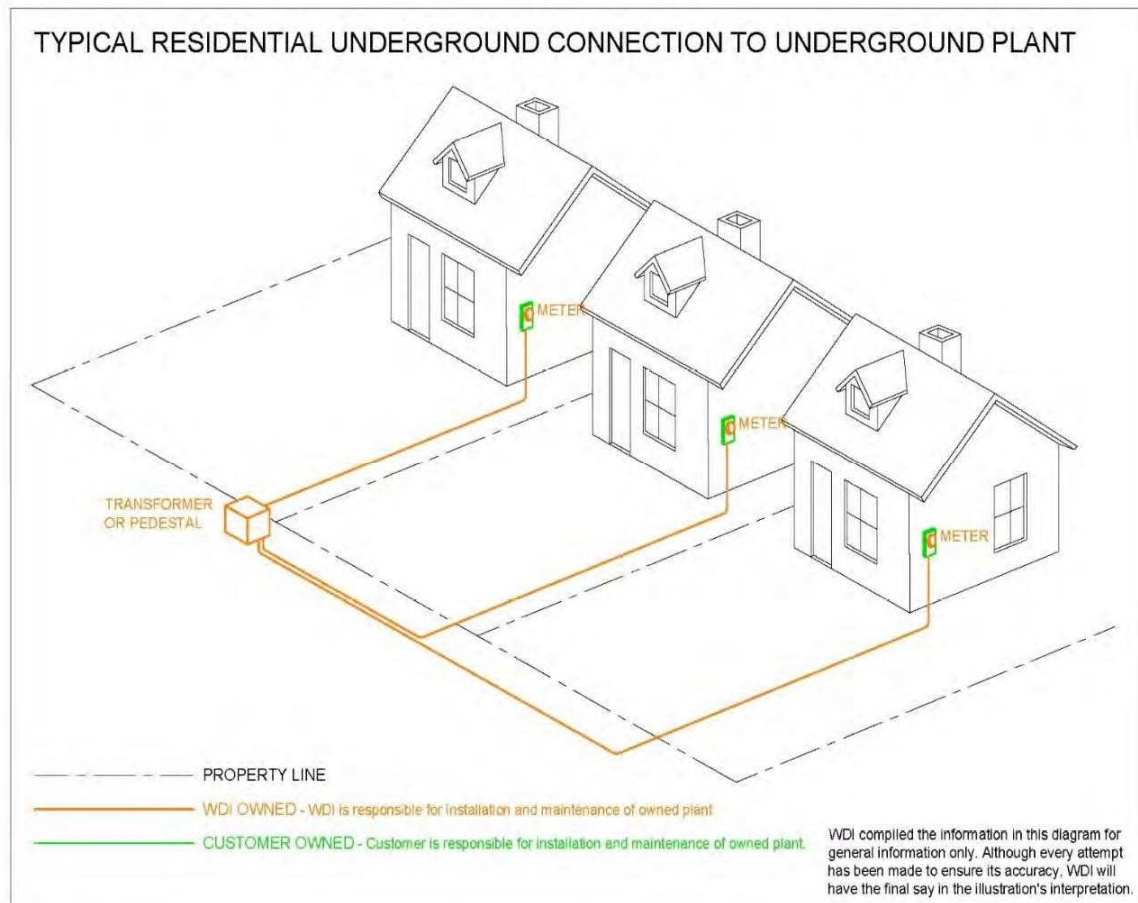 TYPICAL RESIDENTIAL UNDERGROUND CONNECTION TO UNDERGROUND PLANT
METER
METER
METER
TRANSFORMER
OR PEDESTAL
PROPERTY LINE
WDI OWNED - WDI is responsible for installation and maintenance of owned plant
CUSTOMER OWNED - Customer is responsible for installation and maintenance of owned plant.
WDI compiled the information in this diagram for
general information only. Although every attempt
has been made to ensure its accuracy, WDI will
have the final say in the illustration's interpretation.